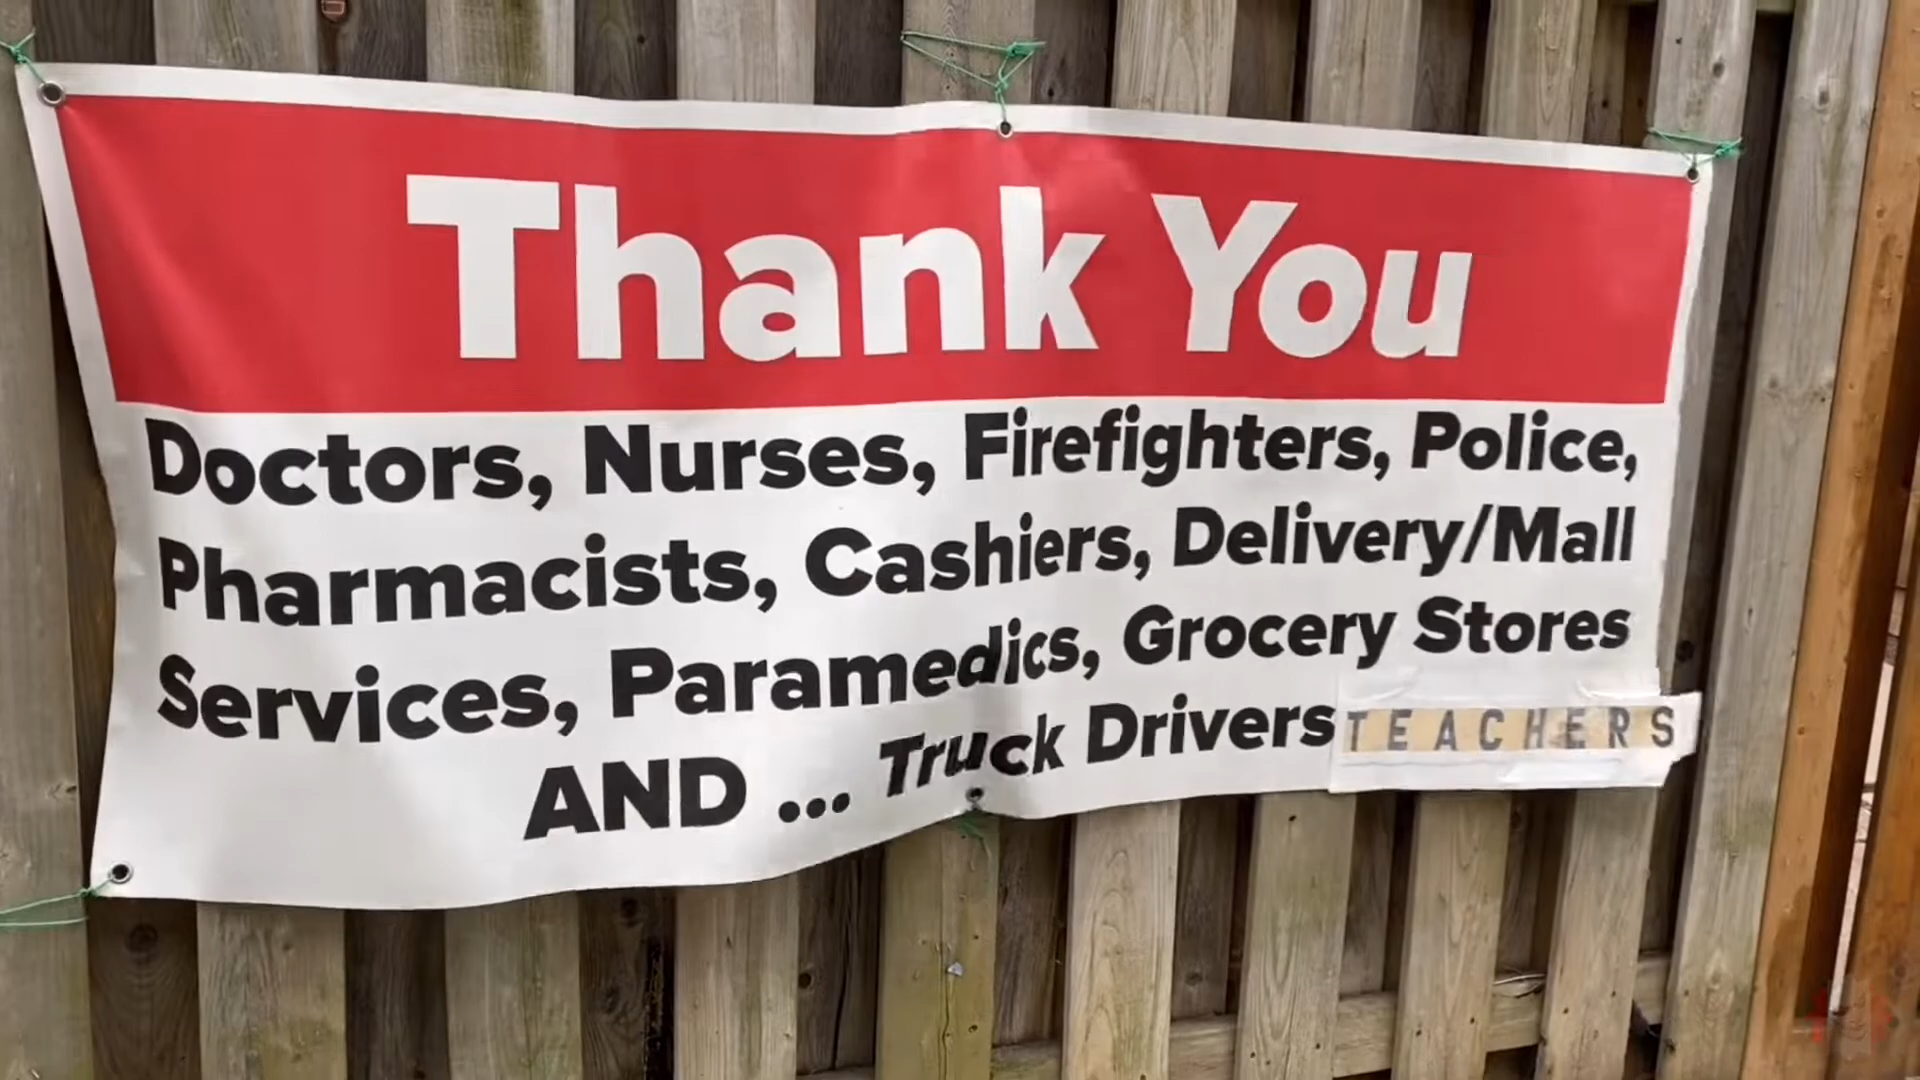 Thank You
Doctors, Nurses, Firefighters, Police,
Pharmacists, Cashiers, Delivery/Mall
Services, Paramedics, Grocery Stores
AND ... Truck Drivers TEACHERS